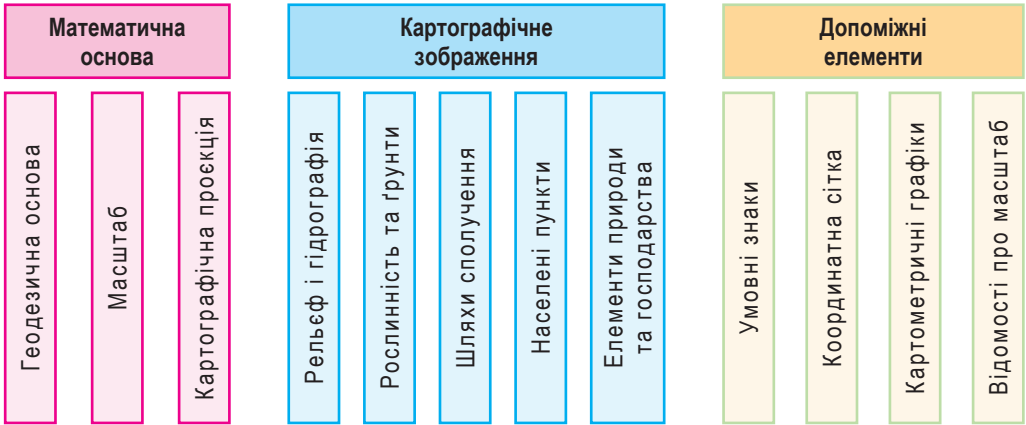 Математична
основа
Геодезична основа
Масштаб
Картографічна проєкція
Картографічне
зображення
Рельєф і гідрографія
Рослинність та ґрунти
Шляхи сполучення
Населені пункти
Елементи природи
та господарства
Допоміжні
елементи
Умовні знаки
Координатна сітка
Картометричні графіки
Відомості про масштаб